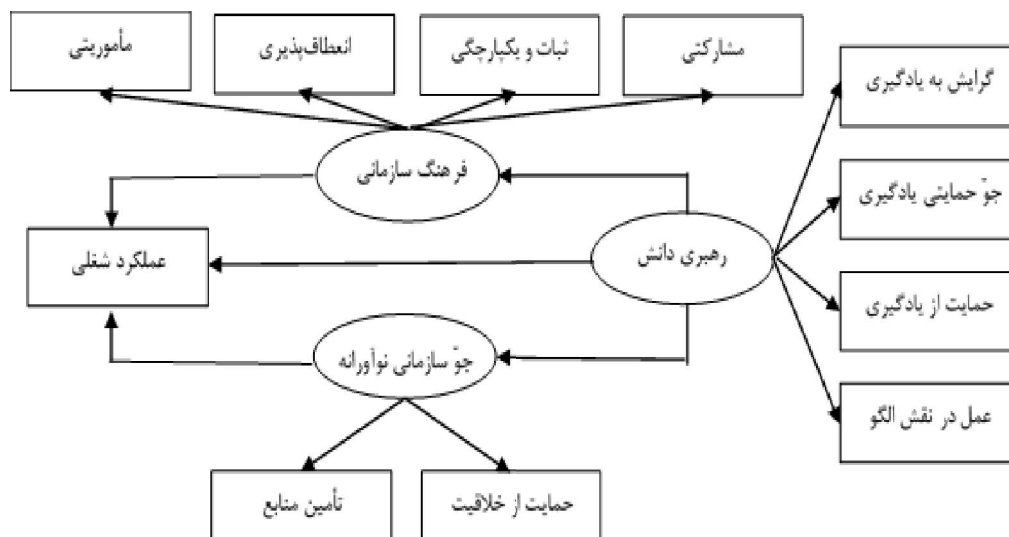 مشارکتی
ثبات و یکپارچگی
انعطاف‌پذیری
مأموریتی
گرایش به یادگیری
فرهنگ سازمانی
جوّ حمایتی یادگیری
رهبری دانش
عملکرد شغلی
حمایت از یادگیری
جوّ سازمانی نوآورانه
عمل در نقش الگو
حمایت از خلاقیت
تأمین منابع